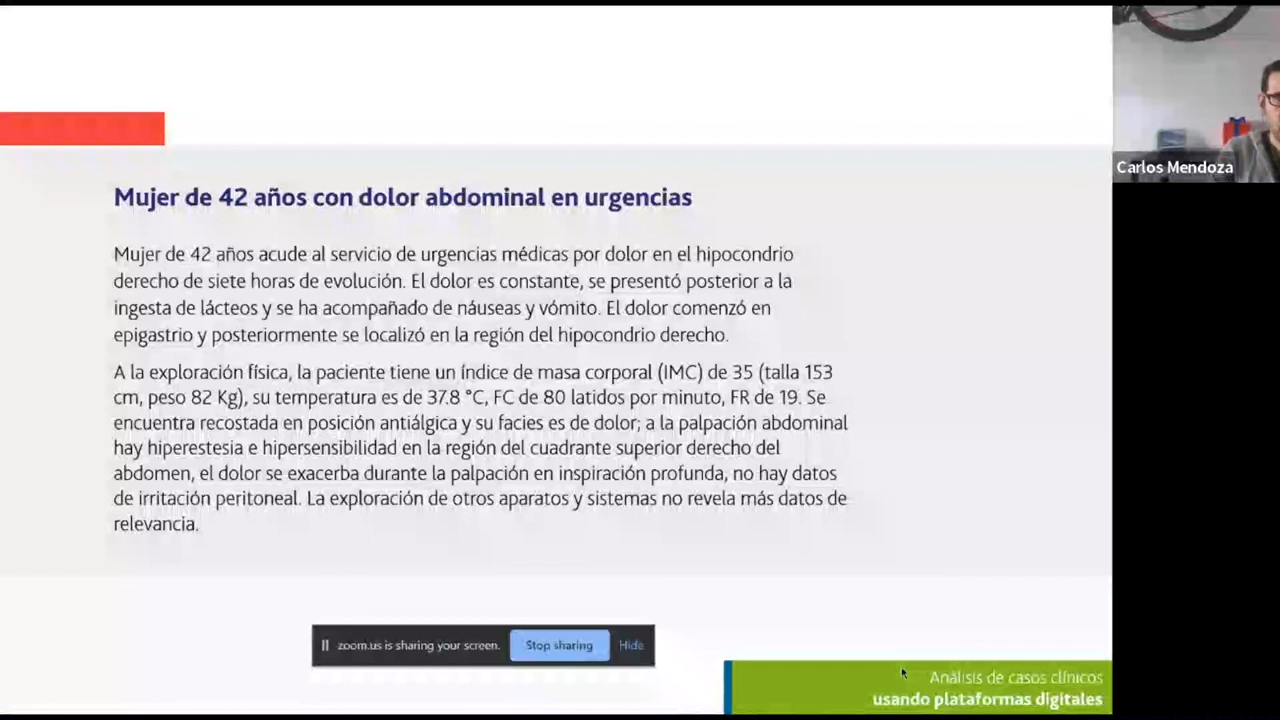 Mujer de 42 años con dolor abdominal en urgencias
Mujer de 42 años acude al servicio de urgencias médicas por dolor en el hipocondrio
derecho de siete horas de evolución. El dolor es constante, se presentó posterior a la
ingesta de lácteos y se ha acompañado de náuseas y vómito. El dolor comenzó en
epigastrio y posteriormente se localizó en la región del hipocondrio derecho.
A la exploración física, la paciente tiene un índice de masa corporal (IMC) de 35 (talla 153
cm, peso 82 Kg), su temperatura es de 37.8 °C, FC de 80 latidos por minuto, FR de 19. Se
encuentra recostada en posición antiálgica y su facies es de dolor; a la palpación abdominal
hay hiperestesia e hipersensibilidad en la región del cuadrante superior derecho del
abdomen, el dolor se exacerba durante la palpación en inspiración profunda, no hay datos
de irritación peritoneal. La exploración de otros aparatos y sistemas no revela más datos de
relevancia.
Carlos Mendoza
zoom.us is sharing your screen. Stop sharing Hide
Análisis de casos clínicos
usando plataformas digitales